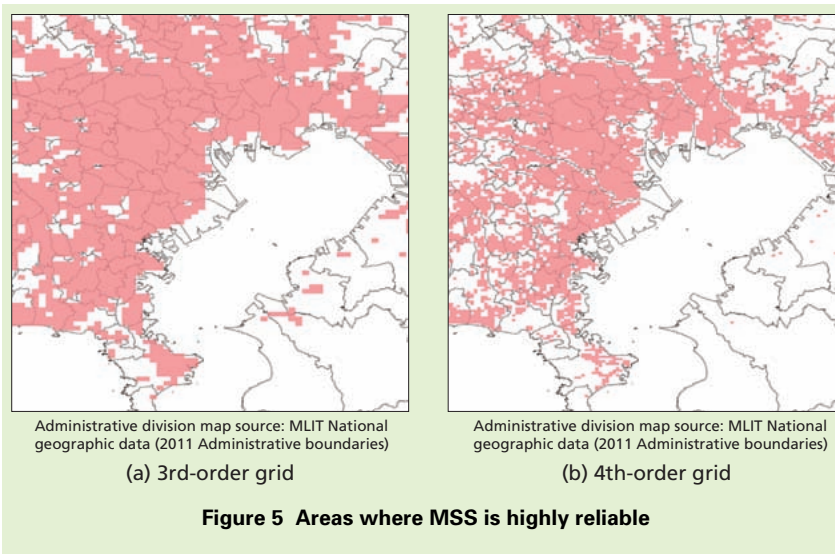 Administrative division map source: MLIT National
geographic data (2011 Administrative boundaries)
(a) 3rd-order grid
Administrative division map source: MLIT National
geographic data (2011 Administrative boundaries)
(b) 4th-order grid
Figure 5 Areas where MSS is highly reliable